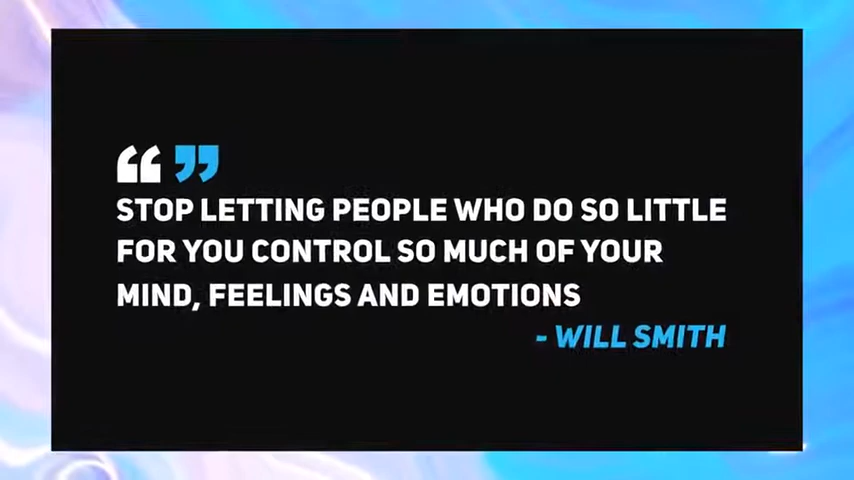 “ ”
STOP LETTING PEOPLE WHO DO SO LITTLE
FOR YOU CONTROL SO MUCH OF YOUR
MIND, FEELINGS AND EMOTIONS
- WILL SMITH